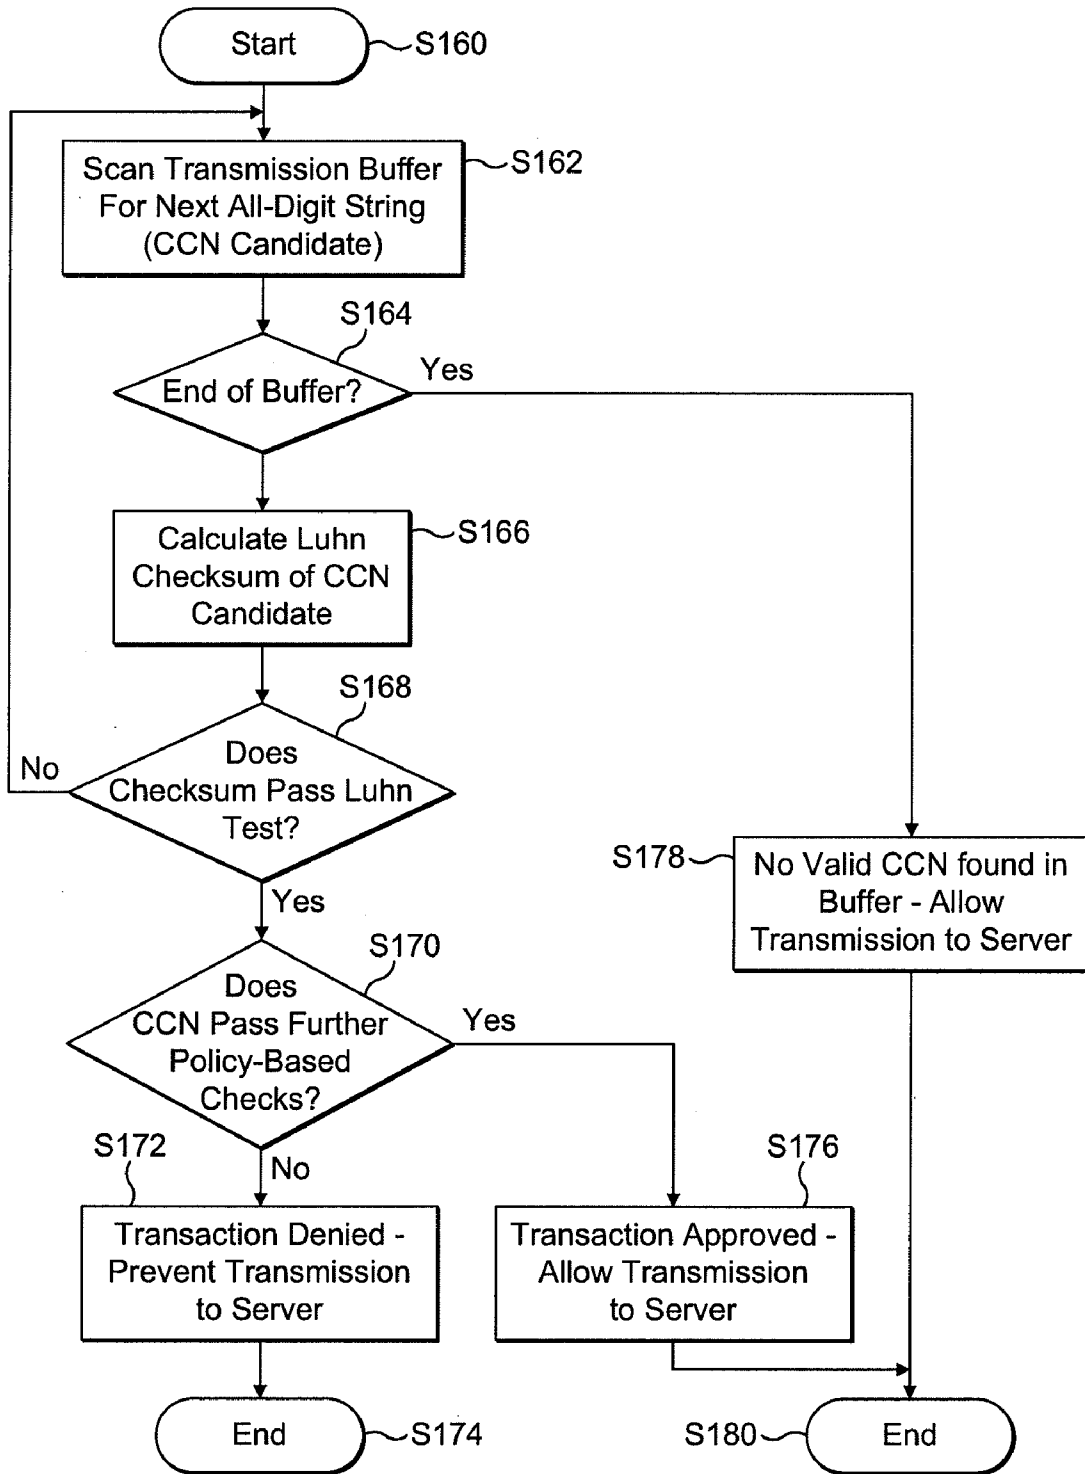 Start
S160
Scan Transmission Buffer
For Next All-Digit String
(CCN Candidate)
S162
S164
End of Buffer?
Yes
Calculate Luhn
Checksum of CCN
Candidate
S166
S168
Does
Checksum Pass Luhn
Test?
No
Yes
S178
No Valid CCN found in
Buffer - Allow
Transmission to Server
S170
Does
CCN Pass Further
Policy-Based
Checks?
Yes
No
S172
Transaction Denied -
Prevent Transmission
to Server
S176
Transaction Approved -
Allow Transmission
to Server
End
S174
S180
End